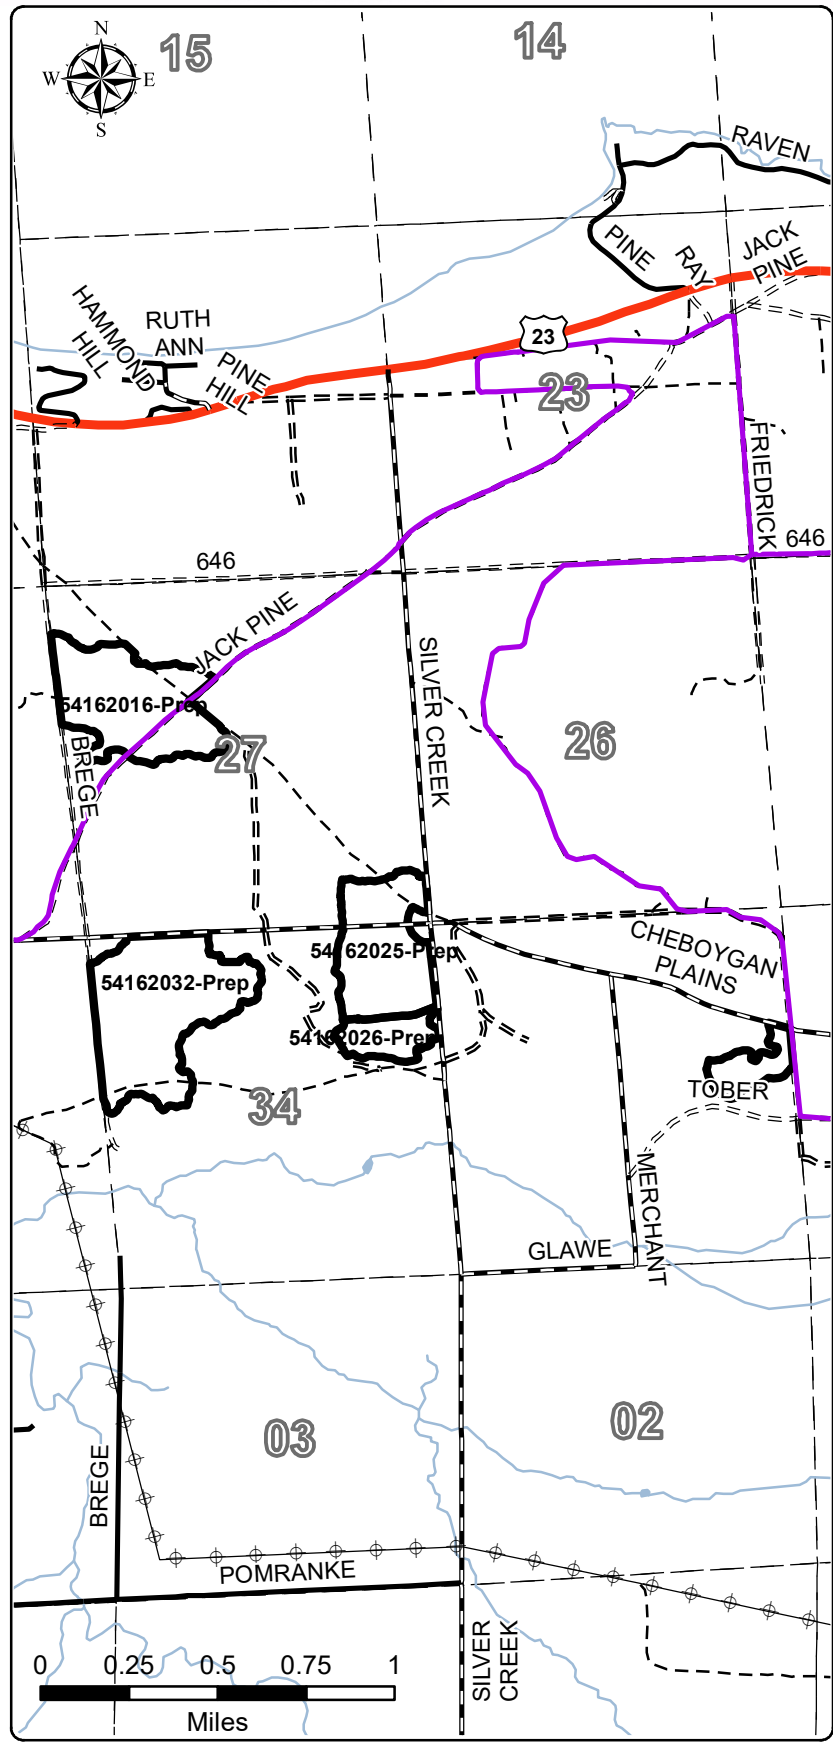 N
W E
S
15
14
RAVEN
PINE
RAY
JACK
PINE
HAMMOND
HILL
RUTH
ANN
PINE
HILL
23
23
FRIEDRICK
646
646
JACK PINE
SILVER CREEK
54162016-Prep
27
26
BREGE
CHEBOYGAN
PLAINS
54162025-Prep
54162032-Prep
54162026-Prep
34
TOBER
MERCHANT
GLAWE
03
02
BREGE
POMRANKE
SILVER
CREEK
0 0.25 0.5 0.75 1
Miles